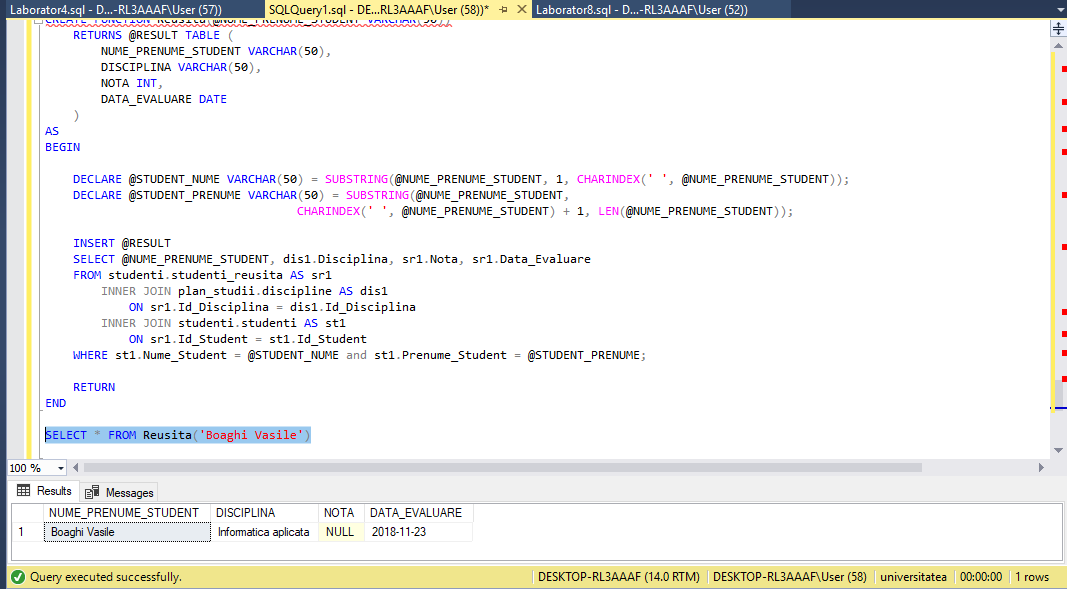 Laborator4.sql - D...-RL3AAAF\User (57))
SQLQuery1.sql - DE...RL3AAAF\User (58))*
Laborator8.sql - D...-RL3AAAF\User (52))
CREATE FUNCTION Reusita(@NUME_PRENUME_STUDENT VARCHAR(50))
RETURNS @RESULT TABLE (
NUME_PRENUME_STUDENT VARCHAR(50),
DISCIPLINA VARCHAR(50),
NOTA INT,
DATA_EVALUARE DATE
)
AS
BEGIN
DECLARE @STUDENT_NUME VARCHAR(50) = SUBSTRING(@NUME_PRENUME_STUDENT, 1, CHARINDEX(' ', @NUME_PRENUME_STUDENT));
DECLARE @STUDENT_PRENUME VARCHAR(50) = SUBSTRING(@NUME_PRENUME_STUDENT,
CHARINDEX(' ', @NUME_PRENUME_STUDENT) + 1, LEN(@NUME_PRENUME_STUDENT));
INSERT @RESULT
SELECT @NUME_PRENUME_STUDENT, dis1.Disciplina, sr1.Nota, sr1.Data_Evaluare
FROM studenti.studenti_reusita AS sr1
INNER JOIN plan_studii.discipline AS dis1
ON sr1.Id_Disciplina = dis1.Id_Disciplina
INNER JOIN studenti.studenti AS st1
ON sr1.Id_Student = st1.Id_Student
WHERE st1.Nume_Student = @STUDENT_NUME and st1.Prenume_Student = @STUDENT_PRENUME;
RETURN
END
SELECT * FROM Reusita('Boaghi Vasile')
100 %
Results Messages
NUME_PRENUME_STUDENT DISCIPLINA NOTA DATA_EVALUARE
1 Boaghi Vasile Informatica aplicata NULL 2018-11-23
Query executed successfully. DESKTOP-RL3AAAF (14.0 RTM) DESKTOP-RL3AAAF\User (58) universitatea 00:00:00 1 rows